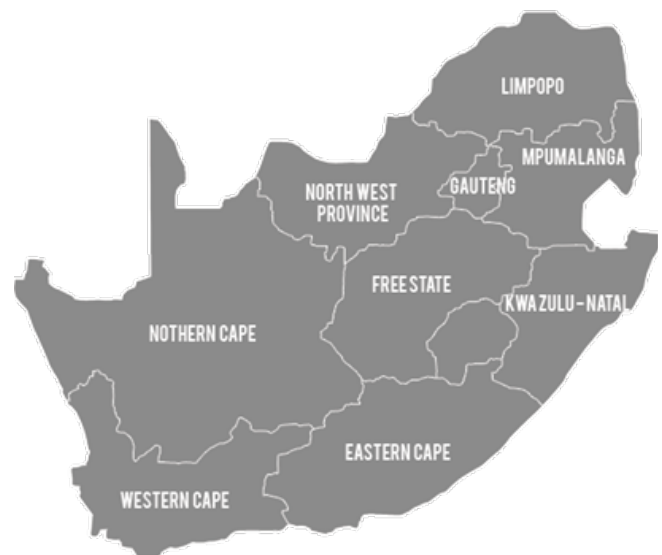 LIMPOPO
MPUMALANGA
GAUTENG
NORTH WEST
PROVINCE
FREE STATE
KWAZULU-NATAL
NOTHERN CAPE
EASTERN CAPE
WESTERN CAPE